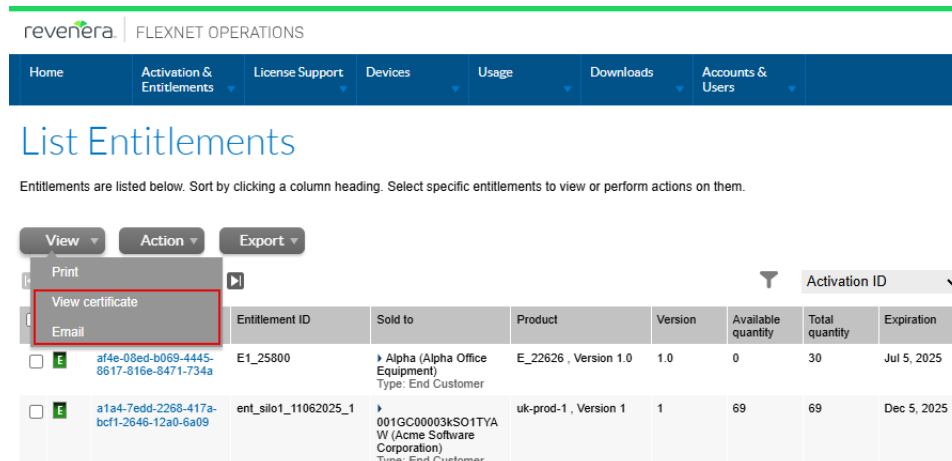 revenera. FLEXNET OPERATIONS
Home Activation & Entitlements License Support Devices Usage Downloads Accounts & Users
List Entitlements
Entitlements are listed below. Sort by clicking a column heading. Select specific entitlements to view or perform actions on them.
View Action Export
Print
View certificate
Email
Activation ID
Entitlement ID Sold to Product Version Available quantity Total quantity Expiration
E af4e-08ed-b069-4445-8617-816e-8471-734a E1_25800 Alpha (Alpha Office Equipment) Type: End Customer E_22626 , Version 1.0 1.0 0 30 Jul 5, 2025
E a1a4-7edd-2268-417a-bcf1-2646-12a0-6a09 ent_silo1_11062025_1 001GC00003kSO1TYAW (Acme Software Corporation) Type: End Customer uk-prod-1 , Version 1 1 69 69 Dec 5, 2025